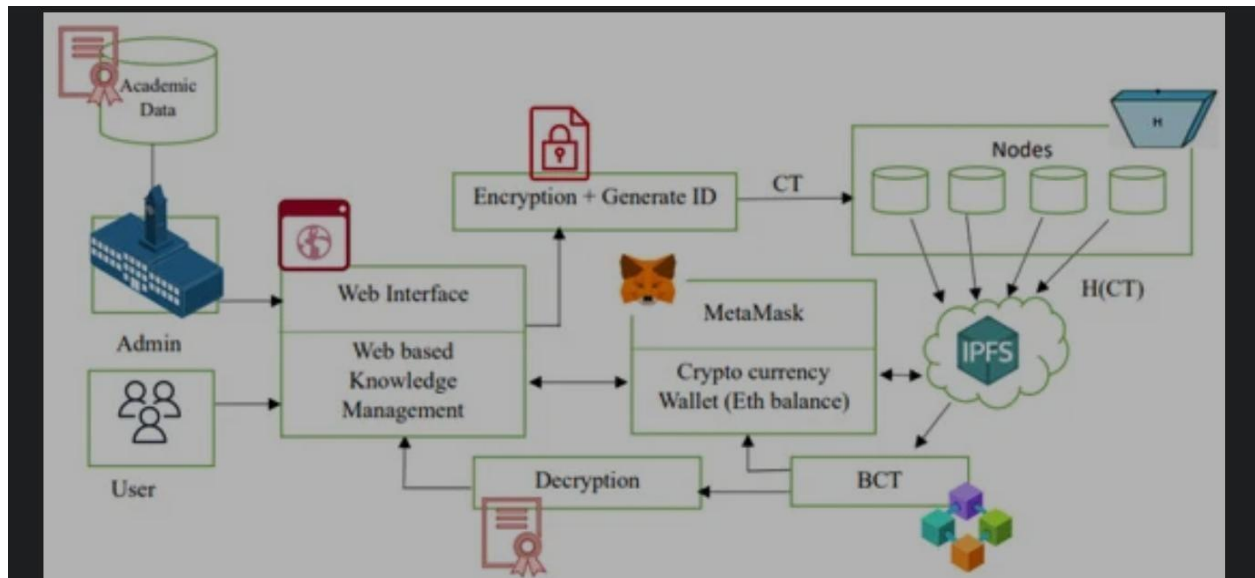 Academic
Data
Admin
User
Web Interface
Web based
Knowledge
Management
Encryption + Generate ID
CT
Nodes
H
H(CT)
IPFS
MetaMask
Crypto currency
Wallet (Eth balance)
Decryption
BCT